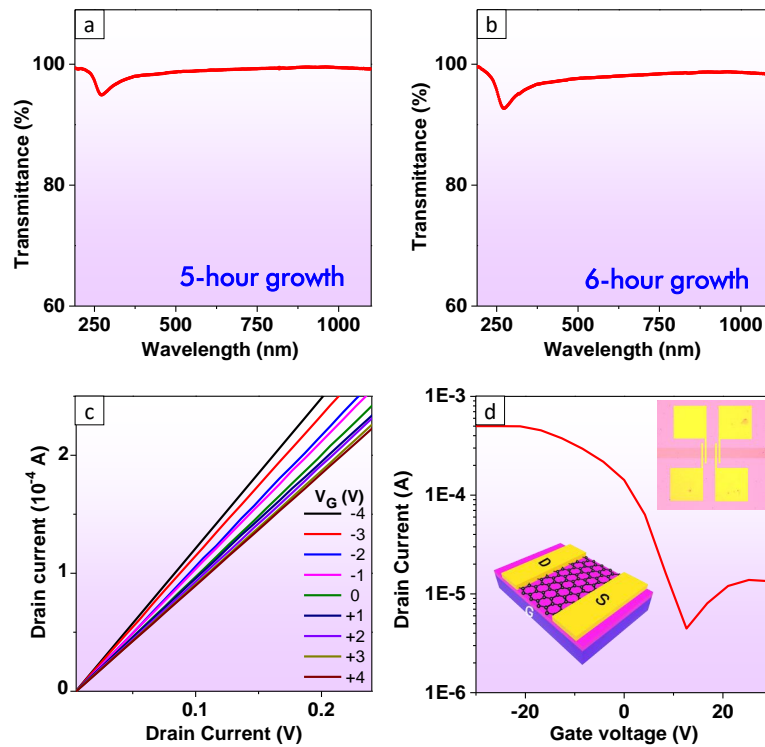 a
Transmittance (%)
100
80
60
5-hour growth
250
500
750
1000
Wavelength (nm)
b
Transmittance (%)
100
80
60
6-hour growth
250
500
750
1000
Wavelength (nm)
c
Drain current (10⁻⁴ A)
2
1
0
V_G (V)
-4
-3
-2
-1
0
+1
+2
+3
+4
0.1
0.2
Drain Current (V)
d
Drain Current (A)
1E-3
1E-4
1E-5
1E-6
D
S
G
-20
0
20
Gate voltage (V)